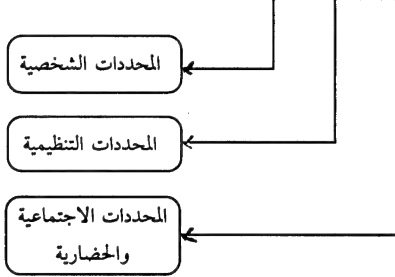 المحددات الشخصية
المحددات التنظيمية
المحددات الاجتماعية
والحضارية